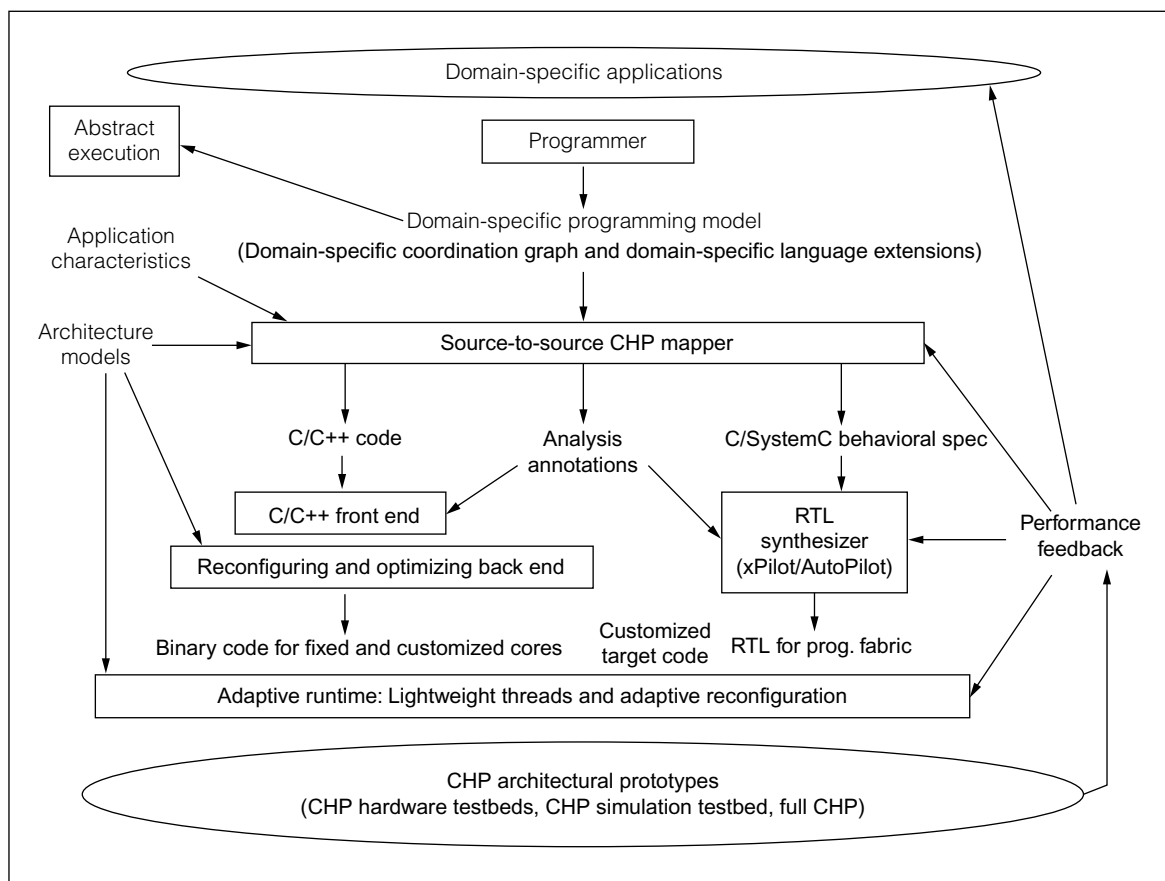 Domain-specific applications
Abstract
execution
Programmer
Domain-specific programming model
(Domain-specific coordination graph and domain-specific language extensions)
Application
characteristics
Architecture
models
Source-to-source CHP mapper
C/C++ code
Analysis
annotations
C/SystemC behavioral spec
C/C++ front end
RTL
synthesizer
(xPilot/AutoPilot)
Performance
feedback
Reconfiguring and optimizing back end
Binary code for fixed and customized cores
Customized
target code
RTL for prog. fabric
Adaptive runtime: Lightweight threads and adaptive reconfiguration
CHP architectural prototypes
(CHP hardware testbeds, CHP simulation testbed, full CHP)